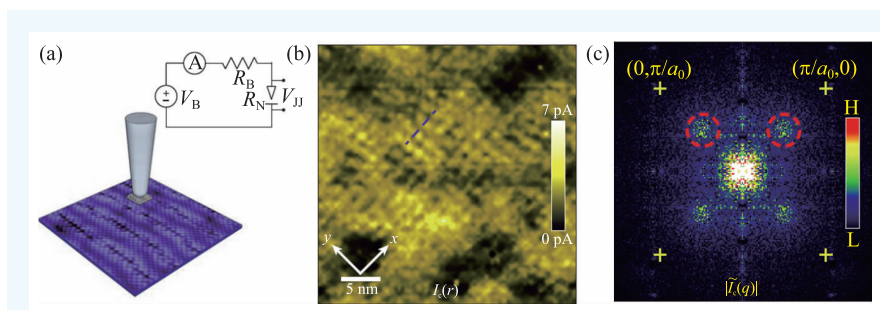 (a)
A
R_B
V_B
R_N
V_JJ
(b)
7 pA
0 pA
y
x
5 nm
I_c(r)
(c)
(0,π/a_0)
(π/a_0,0)
H
L
|Ĩ_c(q)|